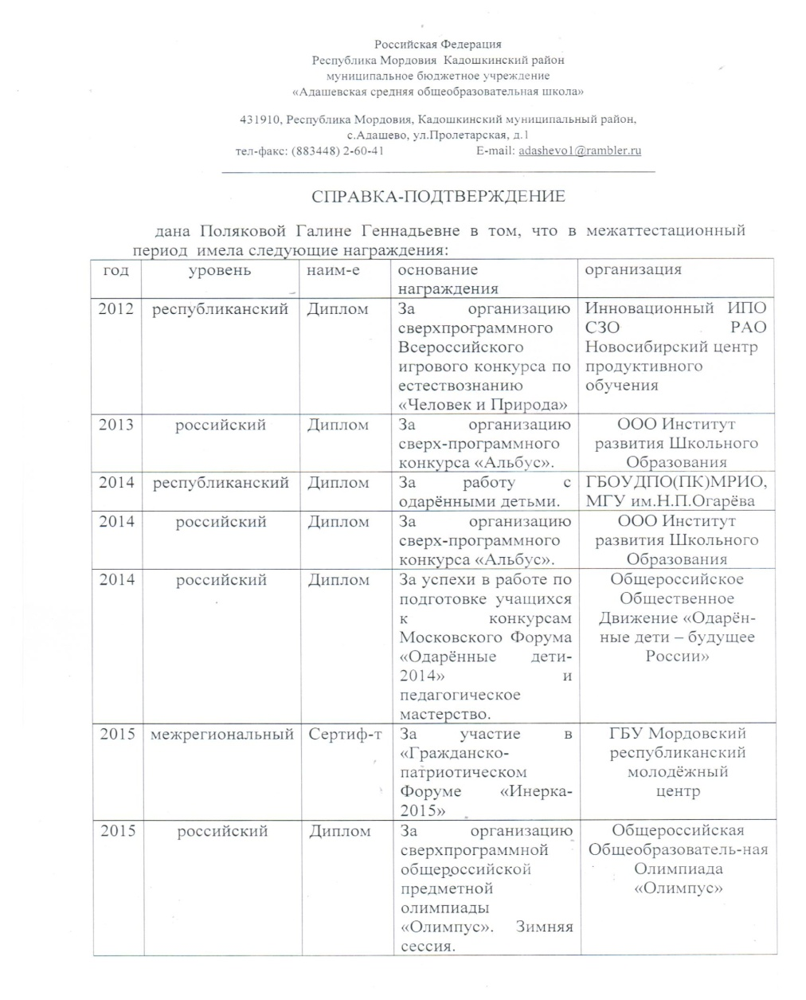 Российская Федерация
Республика Мордовия Кадошкинский район
муниципальное бюджетное учреждение
«Адашевская средняя общеобразовательная школа»
431910, Республика Мордовия, Кадошкинский муниципальный район,
с.Адашево, ул.Пролетарская, д.1
тел-факс: (883448) 2-60-41 E-mail: adashevo1@rambler.ru
СПРАВКА-ПОДТВЕРЖДЕНИЕ
дана Поляковой Галине Геннадьевне в том, что в межаттестационный
период имела следующие награждения:
год
уровень
наим-е
основание
награждения
организация
2012
республиканский
Диплом
За организацию
сверхпрограммного
Всероссийского
игрового конкурса по
естествознанию
«Человек и Природа»
Инновационный ИПО
СЗО РАО
Новосибирский центр
продуктивного
обучения
2013
российский
Диплом
За организацию
сверх-программного
конкурса «Альбус».
ООО Институт
развития Школьного
Образования
2014
республиканский
Диплом
За работу с
одарёнными детьми.
ГБОУДПО(ПК)МРИО,
МГУ им.Н.П.Огарёва
2014
российский
Диплом
За организацию
сверх-программного
конкурса «Альбус».
ООО Институт
развития Школьного
Образования
2014
российский
Диплом
За успехи в работе по
подготовке учащихся
к конкурсам
Московского Форума
«Одарённые дети-
2014» и
педагогическое
мастерство.
Общероссийское
Общественное
Движение «Одарён-
ные дети – будущее
России»
2015
межрегиональный
Сертиф-т
За участие в
«Гражданско-
патриотическом
Форуме «Инерка-
2015»
ГБУ Мордовский
республиканский
молодёжный
центр
2015
российский
Диплом
За организацию
сверхпрограммной
общероссийской
предметной
олимпиады
«Олимпус». Зимняя
сессия.
Общероссийская
Общеобразователь-ная
Олимпиада
«Олимпус»